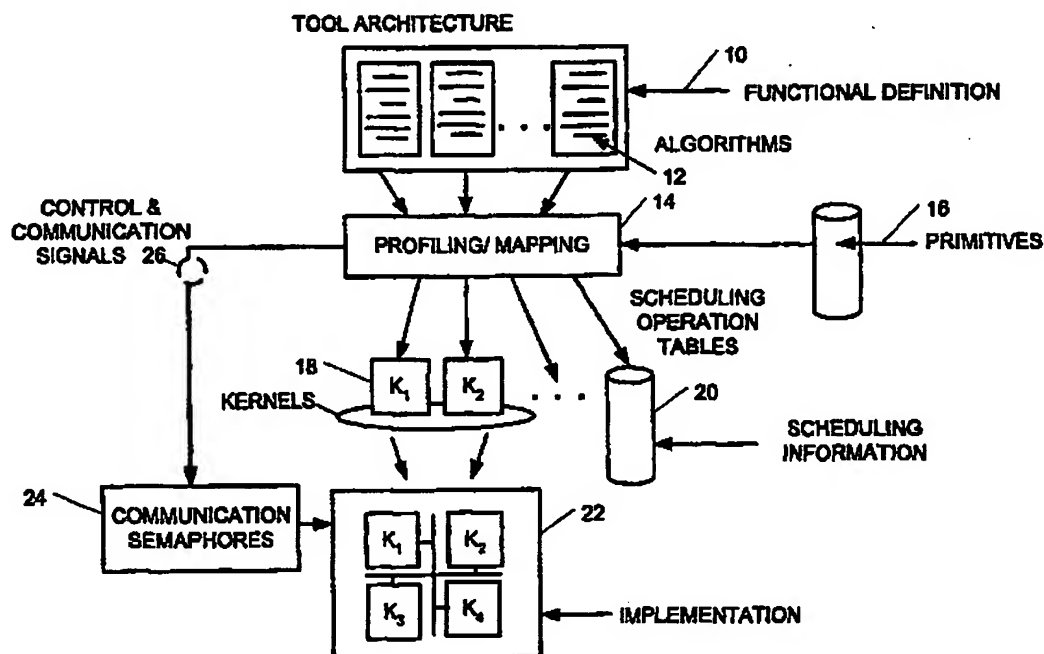 TOOL ARCHITECTURE
10
FUNCTIONAL DEFINITION
ALGORITHMS
12
14
CONTROL &
COMMUNICATION
SIGNALS 26
PROFILING/ MAPPING
16
PRIMITIVES
SCHEDULING
OPERATION
TABLES
18
K1
K2
KERNELS
20
SCHEDULING
INFORMATION
24
COMMUNICATION
SEMAPHORES
22
K1
K2
K3
K4
IMPLEMENTATION